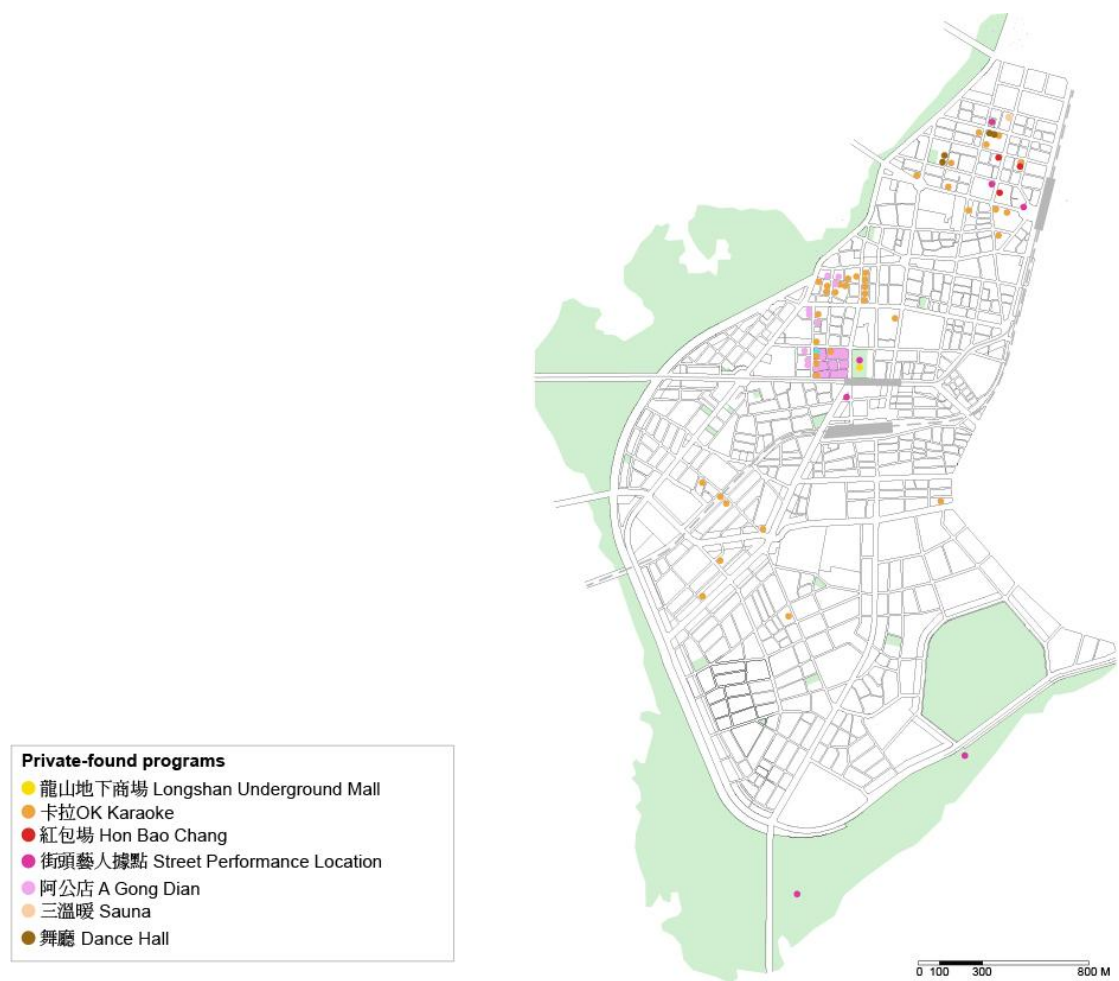 Private-found programs
龍山地下商場 Longshan Underground Mall
卡拉OK Karaoke
紅包場 Hon Bao Chang
街頭藝人據點 Street Performance Location
阿公店 A Gong Dian
三溫暖 Sauna
舞廳 Dance Hall
0 100 300 800 M